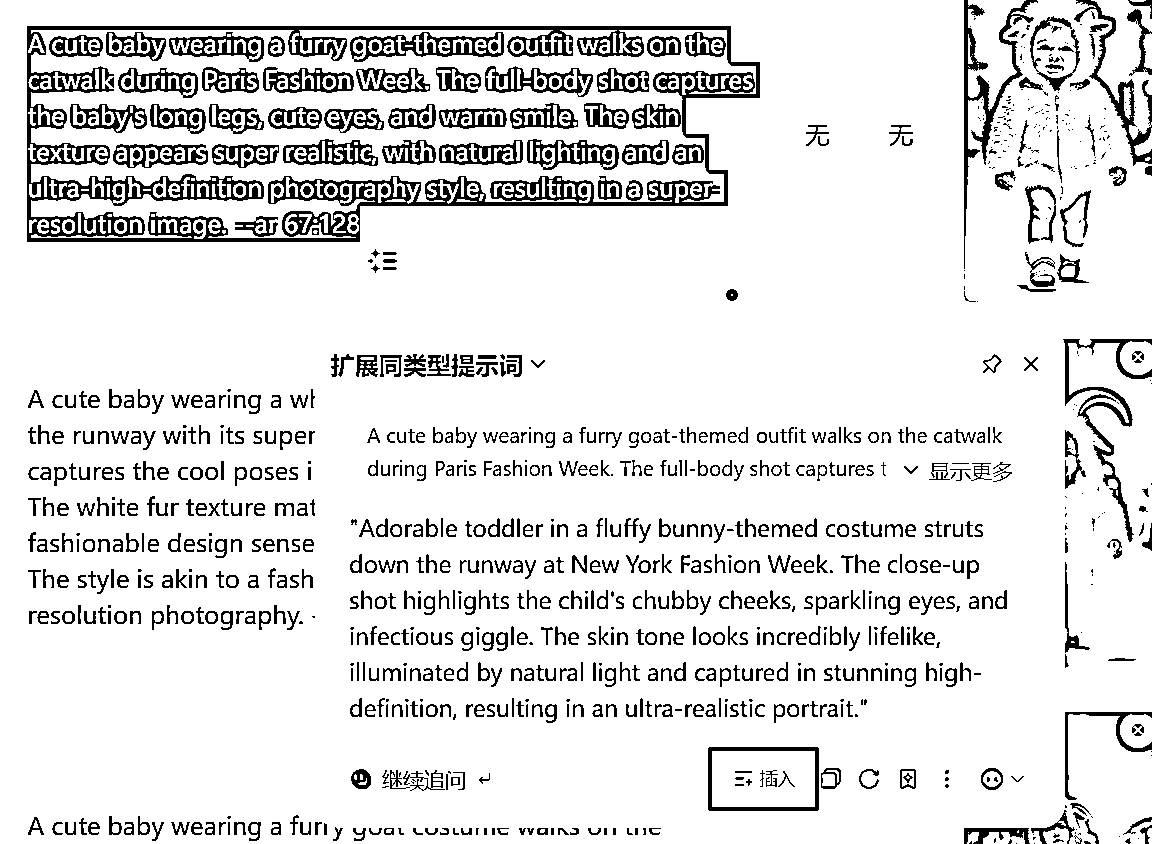 A cute baby wearing a furry goat-themed outfit walks on the
catwalk during Paris Fashion Week. The full-body shot captures
the baby's long legs, cute eyes, and warm smile. The skin
texture appears super realistic, with natural lighting and an
ultra-high-definition photography style, resulting in a super-
resolution image. --ar 67:128
无 无
扩展同类型提示词
A cute baby wearing a wh
the runway with its super
captures the cool poses i
The white fur texture mat
fashionable design sense
The style is akin to a fash
resolution photography.
A cute baby wearing a furry goat-themed outfit walks on the catwalk
during Paris Fashion Week. The full-body shot captures t 显示更多
"Adorable toddler in a fluffy bunny-themed costume struts
down the runway at New York Fashion Week. The close-up
shot highlights the child's chubby cheeks, sparkling eyes, and
infectious giggle. The skin tone looks incredibly lifelike,
illuminated by natural light and captured in stunning high-
definition, resulting in an ultra-realistic portrait."
继续追问 插入
A cute baby wearing a furry goat costume walks on the